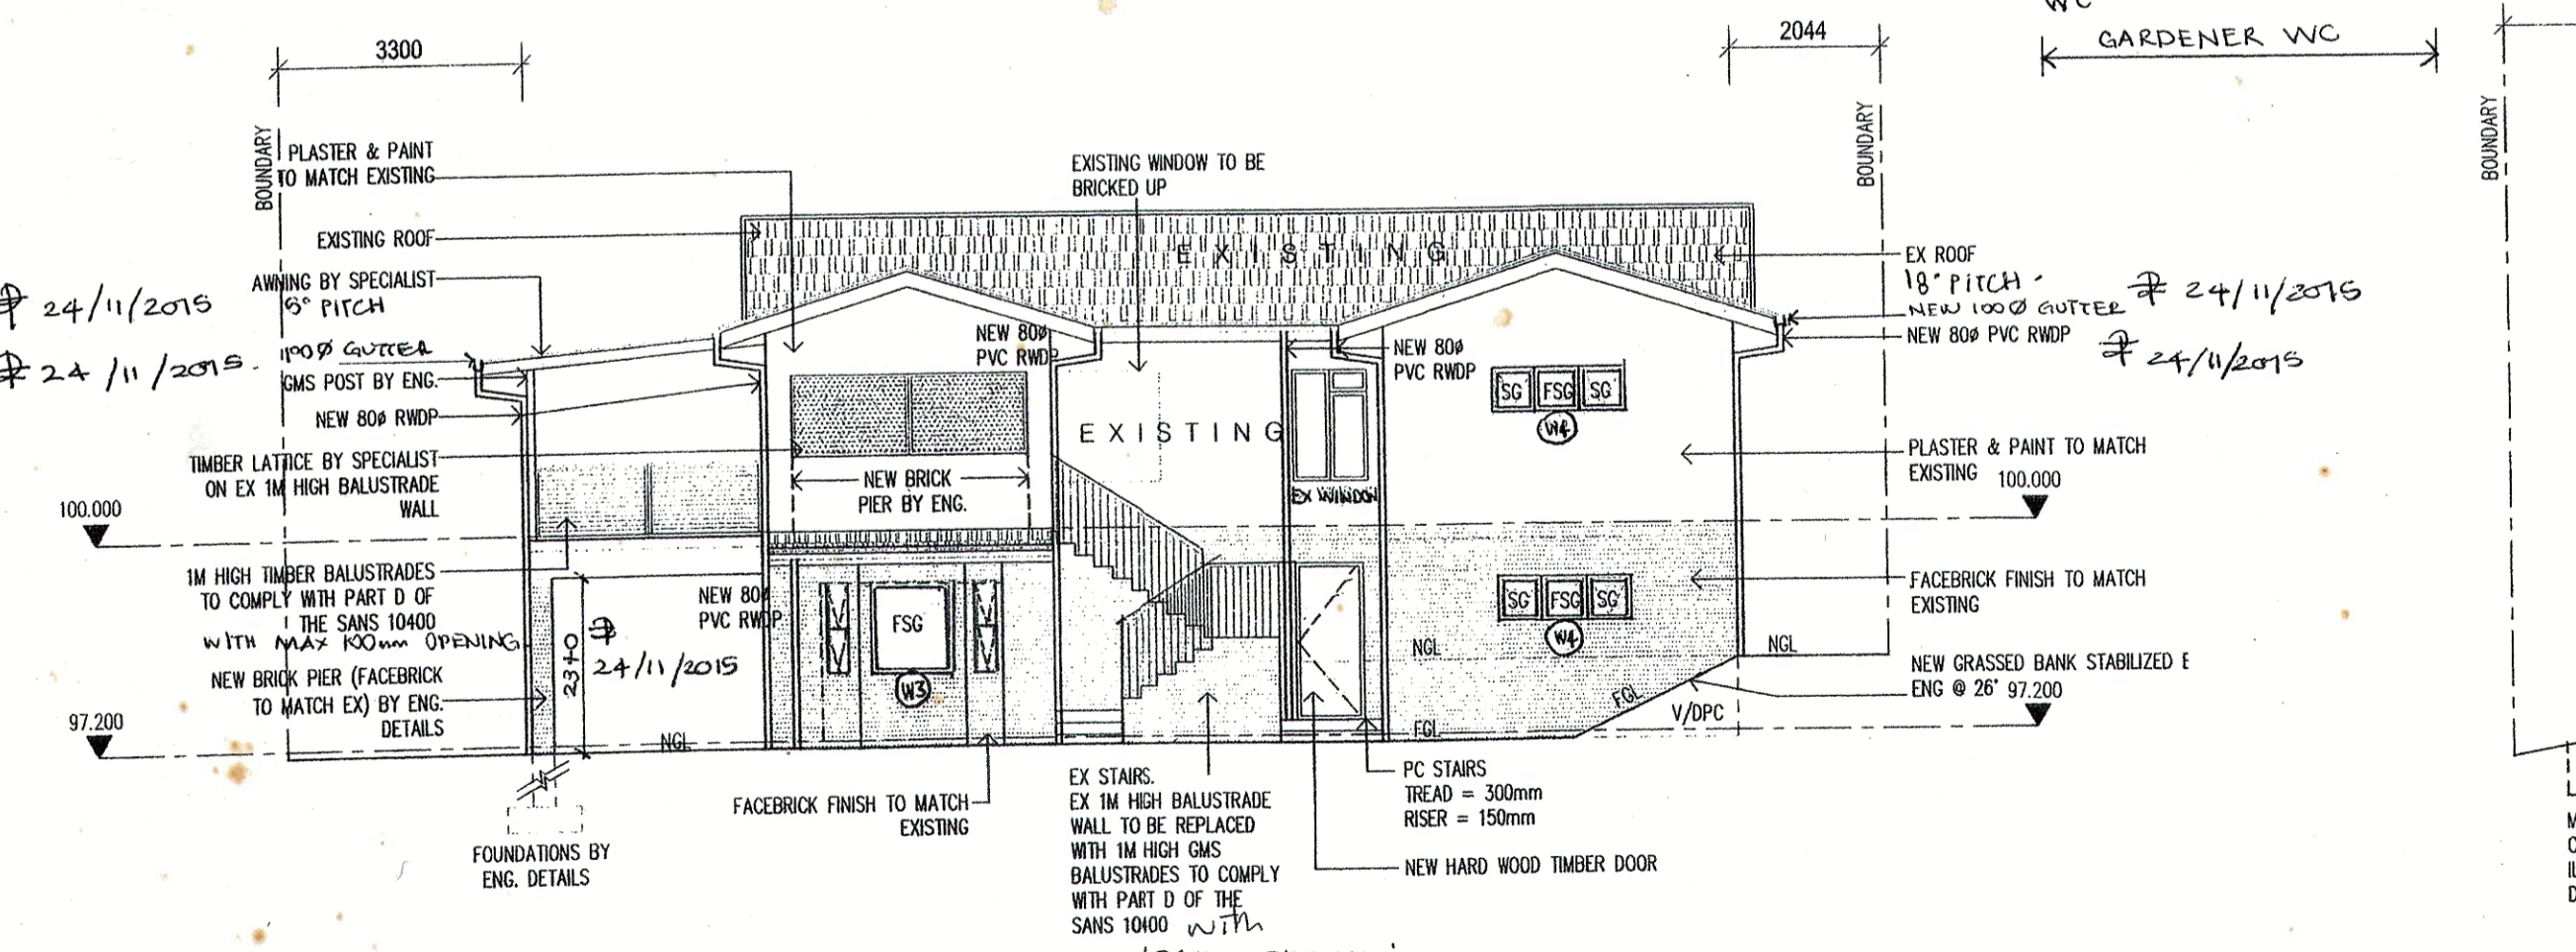 WC
GARDENER WC
3300
2044
BOUNDARY
BOUNDARY
BOUNDARY
PLASTER & PAINT
TO MATCH EXISTING
EXISTING WINDOW TO BE
BRICKED UP
EXISTING ROOF
EXISTING
AWNING BY SPECIALIST
5° PITCH
24/11/2015
100Ø GUTTER
24/11/2015
GMS POST BY ENG.
NEW 80ø RWDP
TIMBER LATTICE BY SPECIALIST
ON EX 1M HIGH BALUSTRADE
WALL
100.000
1M HIGH TIMBER BALUSTRADES
TO COMPLY WITH PART D OF
THE SANS 10400
WITH MAX 100mm OPENING
NEW BRICK PIER (FACEBRICK
TO MATCH EX) BY ENG.
DETAILS
97.200
2340
24/11/2015
NGL
NEW 80ø
PVC RWDP
NEW 80ø
PVC RWDP
NEW BRICK
PIER BY ENG.
FSG
W3
EXISTING
NEW 80ø
PVC RWDP
EX WINDOW
SG FSG SG
W4
SG FSG SG
W4
NGL
FGL
FGL
V/DPC
NGL
EX ROOF
18° PITCH
NEW 100Ø GUTTER
24/11/2015
NEW 80ø PVC RWDP
24/11/2015
PLASTER & PAINT TO MATCH
EXISTING
100.000
FACEBRICK FINISH TO MATCH
EXISTING
NEW GRASSED BANK STABILIZED
ENG @ 26°
97.200
FOUNDATIONS BY
ENG. DETAILS
FACEBRICK FINISH TO MATCH
EXISTING
EX STAIRS.
EX 1M HIGH BALUSTRADE
WALL TO BE REPLACED
WITH 1M HIGH GMS
BALUSTRADES TO COMPLY
WITH PART D OF THE
SANS 10400 with
PC STAIRS
TREAD = 300mm
RISER = 150mm
NEW HARD WOOD TIMBER DOOR